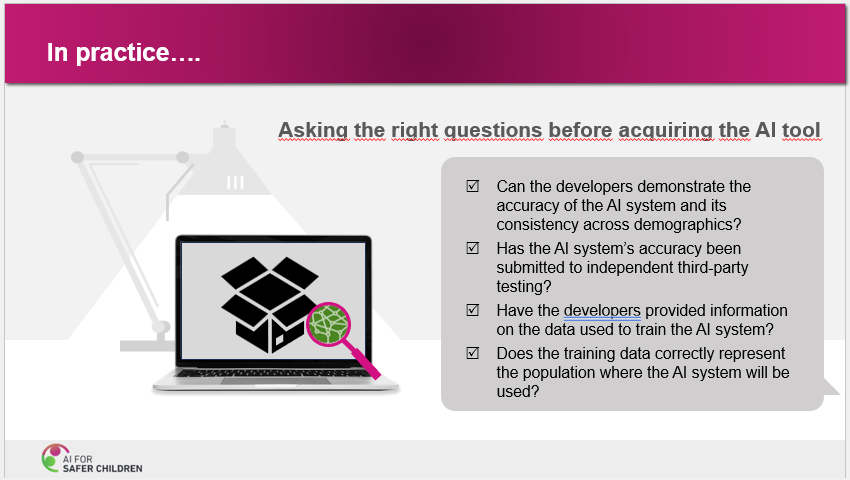 In practice….
Asking the right questions before acquiring the AI tool
☑ Can the developers demonstrate the
accuracy of the AI system and its
consistency across demographics?
☑ Has the AI system’s accuracy been
submitted to independent third-party
testing?
☑ Have the developers provided information
on the data used to train the AI system?
☑ Does the training data correctly represent
the population where the AI system will be
used?
AI FOR
SAFER CHILDREN